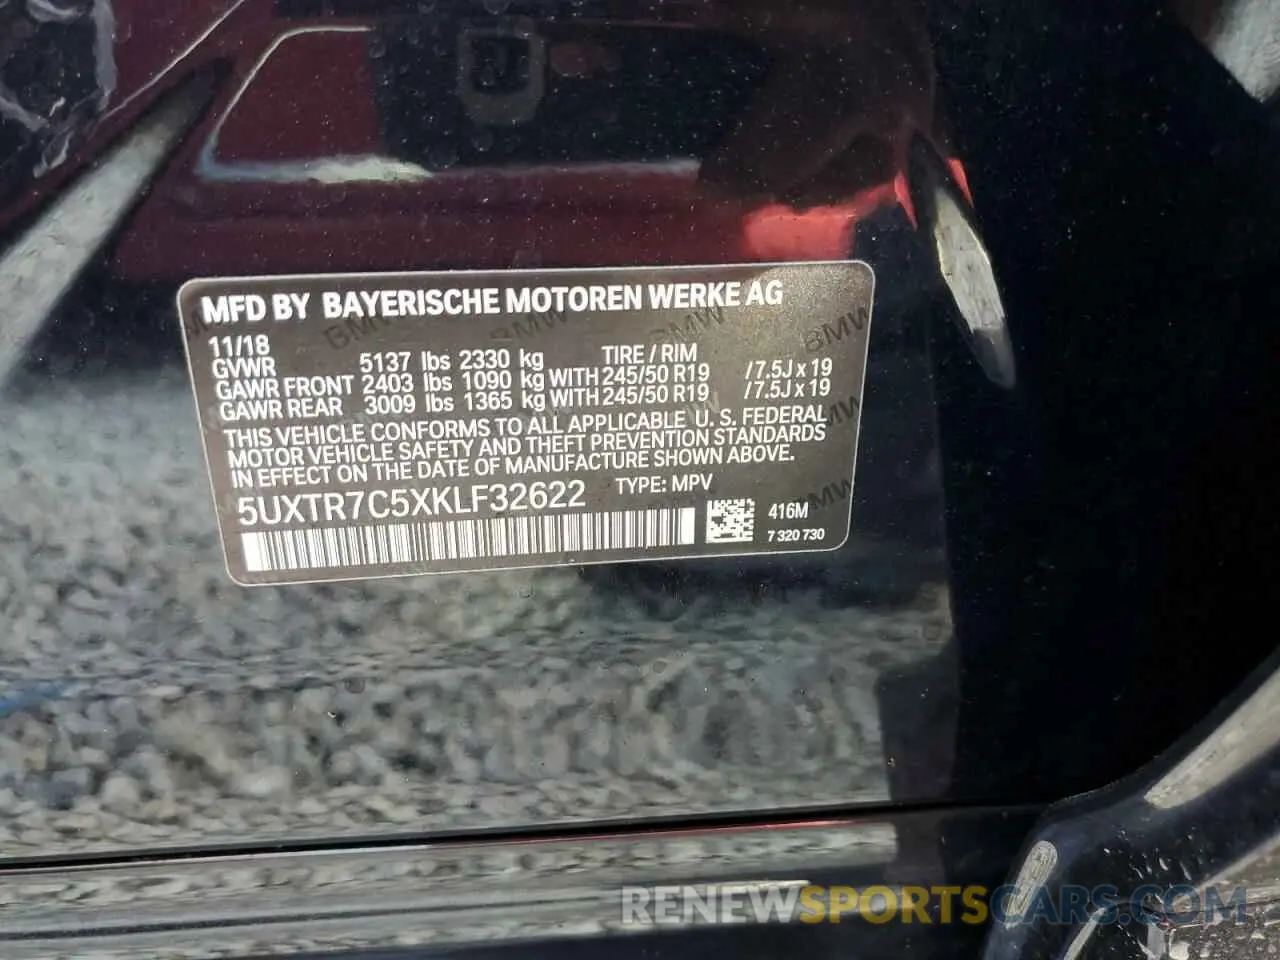 MFD BY BAYERISCHE MOTOREN WERKE AG
11/18
GVWR 5137 lbs 2330 kg TIRE / RIM
GAWR FRONT 2403 lbs 1090 kg WITH 245/50 R19 /7.5J x 19
GAWR REAR 3009 lbs 1365 kg WITH 245/50 R19 /7.5J x 19
THIS VEHICLE CONFORMS TO ALL APPLICABLE U. S. FEDERAL
MOTOR VEHICLE SAFETY AND THEFT PREVENTION STANDARDS
IN EFFECT ON THE DATE OF MANUFACTURE SHOWN ABOVE.
5UXTR7C5XKLF32622 TYPE: MPV
416M
7 320 730
RENEWSPORTSCARS.COM